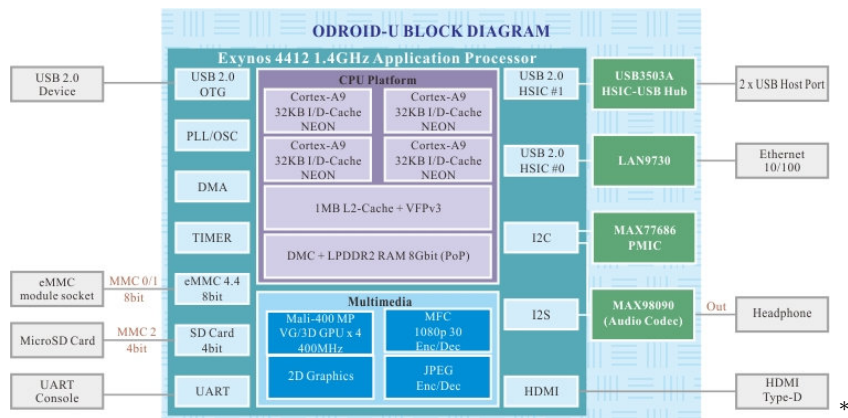 ODROID-U BLOCK DIAGRAM
Exynos 4412 1.4GHz Application Processor
USB 2.0
Device
USB 2.0
OTG
PLL/OSC
DMA
TIMER
eMMC
module socket
MMC 0/1
8bit
eMMC 4.4
8bit
MicroSD Card
MMC 2
4bit
SD Card
4bit
UART
Console
UART
CPU Platform
Cortex-A9
32KB I/D-Cache
NEON
Cortex-A9
32KB I/D-Cache
NEON
Cortex-A9
32KB I/D-Cache
NEON
Cortex-A9
32KB I/D-Cache
NEON
1MB L2-Cache + VFPv3
DMC + LPDDR2 RAM 8Gbit (PoP)
Multimedia
Mali-400 MP
VG/3D GPU x 4
400MHz
MFC
1080p 30
Enc/Dec
2D Graphics
JPEG
Enc/Dec
USB 2.0
HSIC #1
USB3503A
HSIC-USB Hub
2 x USB Host Port
USB 2.0
HSIC #0
LAN9730
Ethernet
10/100
I2C
MAX77686
PMIC
I2S
MAX98090
(Audio Codec)
Out
Headphone
HDMI
HDMI
Type-D
*